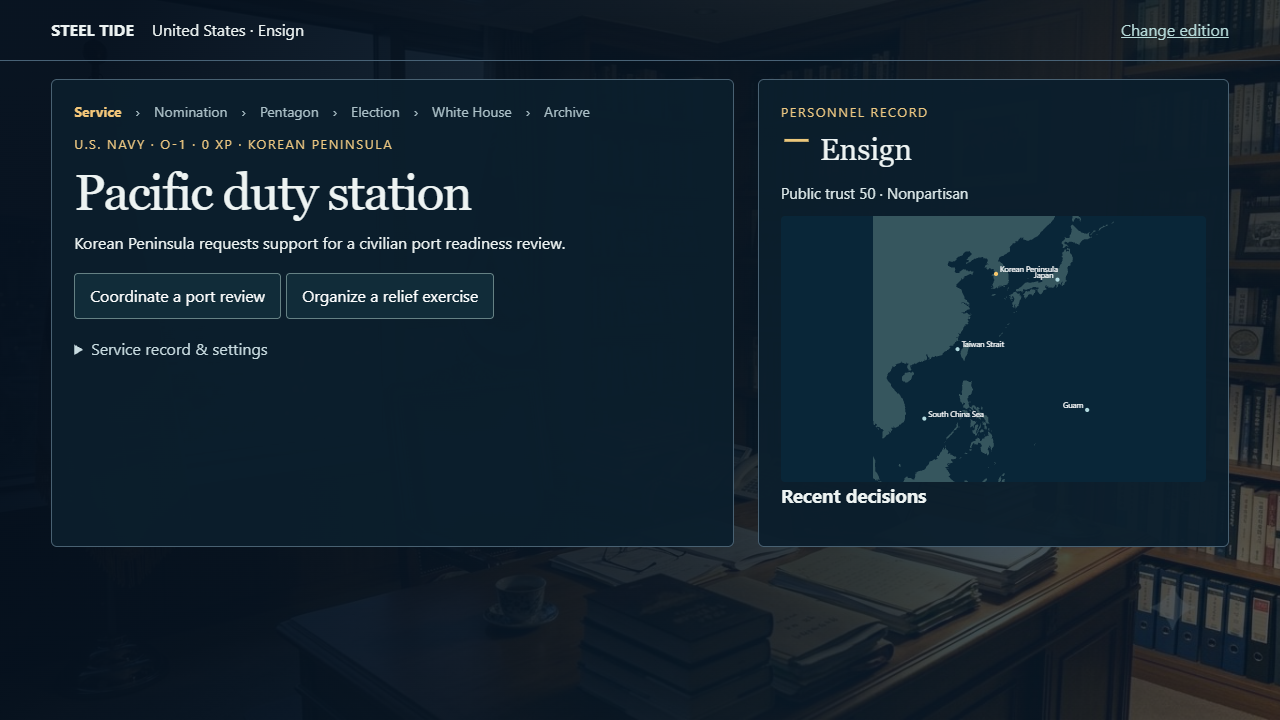 STEEL TIDE United States · Ensign
Change edition
Service › Nomination › Pentagon › Election › White House › Archive
U.S. NAVY · O-1 · 0 XP · KOREAN PENINSULA
Pacific duty station
Korean Peninsula requests support for a civilian port readiness review.
Coordinate a port review
Organize a relief exercise
▶ Service record & settings
PERSONNEL RECORD
Ensign
Public trust 50 · Nonpartisan
Korean Peninsula
Japan
Taiwan Strait
Guam
South China Sea
Recent decisions